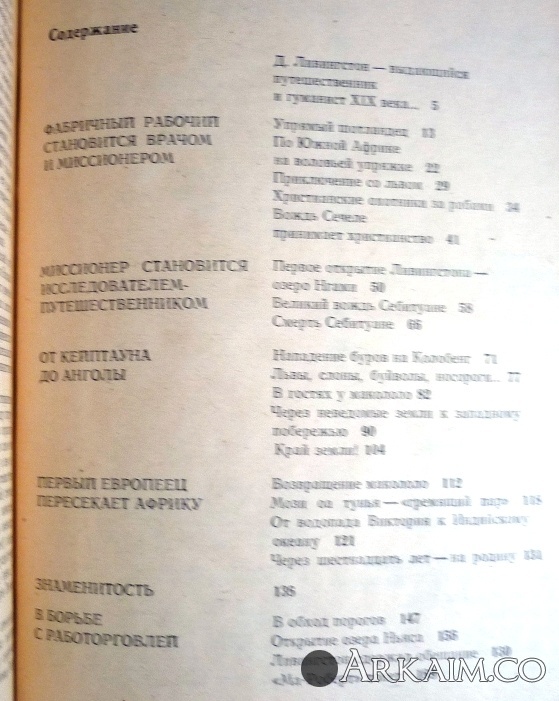 Содержание
Д. Ливингстон — выдающийся
путешественник
и гуманист XIX века... 5
ФАБРИЧНЫЙ РАБОЧИЙ
СТАНОВИТСЯ ВРАЧОМ
И МИССИОНЕРОМ
Упрямый шотландец 13
По Южной Африке
на воловьей упряжке 22
Приключение со львом 29
Христианские охотники за рабами 34
Вождь Сечеле
принимает христианство 41
МИССИОНЕР СТАНОВИТСЯ
ИССЛЕДОВАТЕЛЕМ-
ПУТЕШЕСТВЕННИКОМ
Первое открытие Ливингстона —
озеро Нгами 50
Великий вождь Себитуане 58
Смерть Себитуане 66
ОТ КЕЙПТАУНА
ДО АНГОЛЫ
Нападение буров на Колобенг 71
Львы, слоны, буйволы, носороги... 77
В гостях у макололо 82
Через неведомые земли к западному
побережью 90
Край земли! 104
ПЕРВЫЙ ЕВРОПЕЕЦ
ПЕРЕСЕКАЕТ АФРИКУ
Возвращение макололо 112
Мози оа тунья — «гремящий пар» 118
От водопада Виктория к Индийскому
океану 121
Через шестнадцать лет — на родину 131
ЗНАМЕНИТОСТЬ
136
В БОРЬБЕ
С РАБОТОРГОВЛЕЙ
В обход порогов 147
Открытие озера Ньяса 156
Ливингстон
ARKAIM.CO